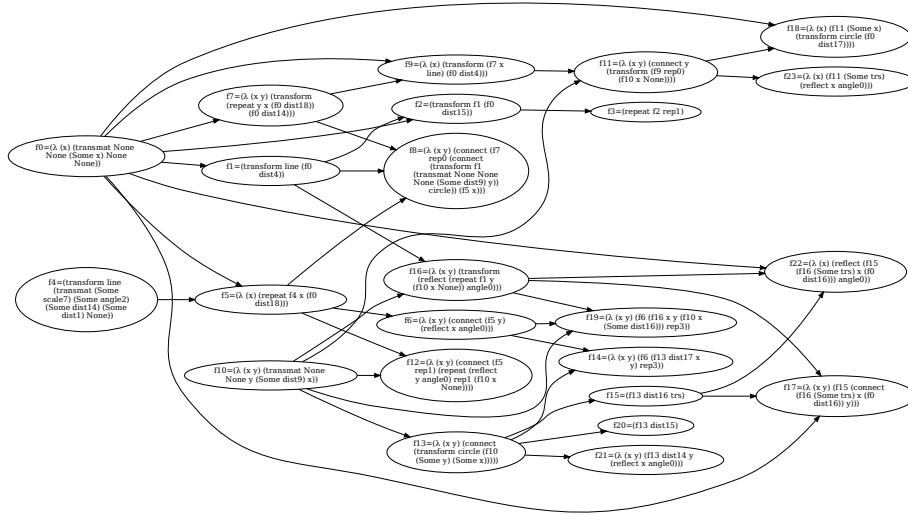 f18=(λ (x) (f11 (Some x)
(transform circle (f0
dist17))))
f9=(λ (x) (transform (f7 x
line) (f0 dist4)))
f11=(λ (x y) (connect y
(transform (f9 rep0)
(f10 x None))))
f23=(λ (x) (f11 (Some trs)
(reflect x angle0)))
f7=(λ (x y) (transform
(repeat y x (f0 dist18))
(f0 dist14)))
f2=(transform f1 (f0
dist15))
f3=(repeat f2 rep1)
f0=(λ (x) (transmat None
None (Some x) None
None))
f1=(transform line (f0
dist4))
f8=(λ (x y) (connect (f7
rep0 (connect
(transform f1
(transmat None None
None (Some dist9) y))
circle)) (f5 x)))
f4=(transform line
(transmat (Some
scale7) (Some angle2)
(Some dist14) (Some
dist1) None))
f5=(λ (x) (repeat f4 x (f0
dist18)))
f16=(λ (x y) (transform
(reflect (repeat f1 y
(f10 x None)) angle0)))
f22=(λ (x) (reflect (f15
(f16 (Some trs) x (f0
dist16))) angle0))
f6=(λ (x y) (connect (f5 y)
(reflect x angle0)))
f19=(λ (x y) (f6 (f16 x y (f10 x
(Some dist16))) rep3))
f10=(λ (x y) (transmat None
None y (Some dist9) x))
f12=(λ (x y) (connect (f5
rep1) (repeat (reflect
y angle0) rep1 (f10 x
None))))
f14=(λ (x y) (f6 (f13 dist17 x
y) rep3))
f15=(f13 dist16 trs)
f17=(λ (x y) (f15 (connect
(f16 (Some trs) x (f0
dist16)) y)))
f20=(f13 dist15)
f13=(λ (x y) (connect
(transform circle (f10
(Some y) (Some x)))))
f21=(λ (x y) (f13 dist14 y
(reflect x angle0)))